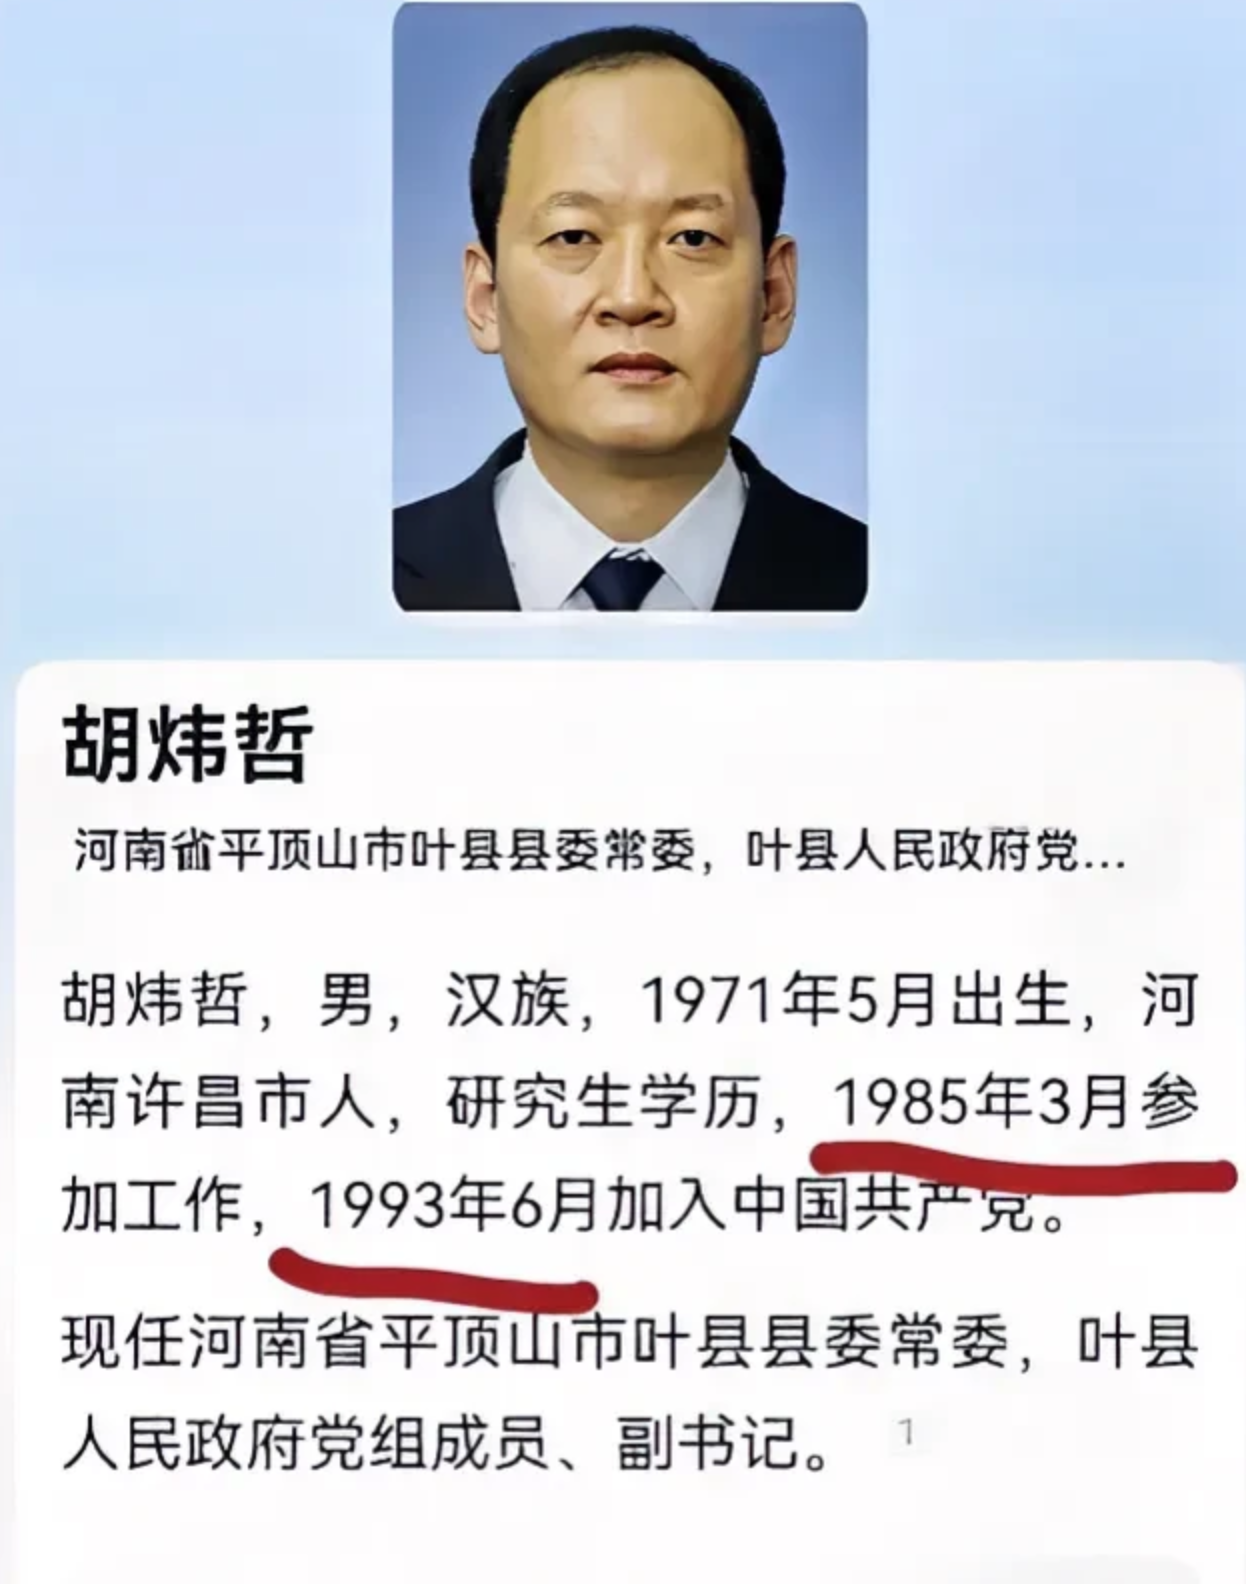 胡炜哲
河南省平顶山市叶县县委常委，叶县人民政府党...
胡炜哲，男，汉族，1971年5月出生，河
南许昌市人，研究生学历，1985年3月参
加工作，1993年6月加入中国共产党。
现任河南省平顶山市叶县县委常委，叶县
人民政府党组成员、副书记。 1